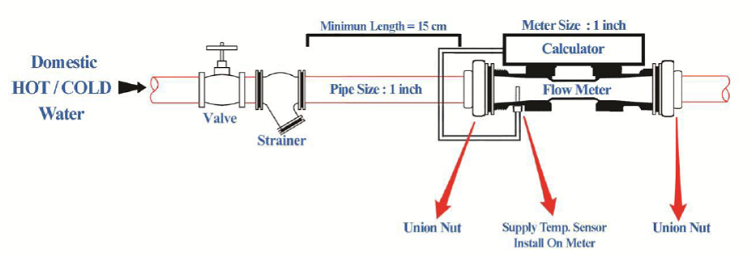 Minimun Length = 15 cm
Meter Size : 1 inch
Calculator
Domestic
HOT / COLD
Water
Pipe Size : 1 inch
Flow Meter
Valve
Strainer
Union Nut
Supply Temp. Sensor
Install On Meter
Union Nut